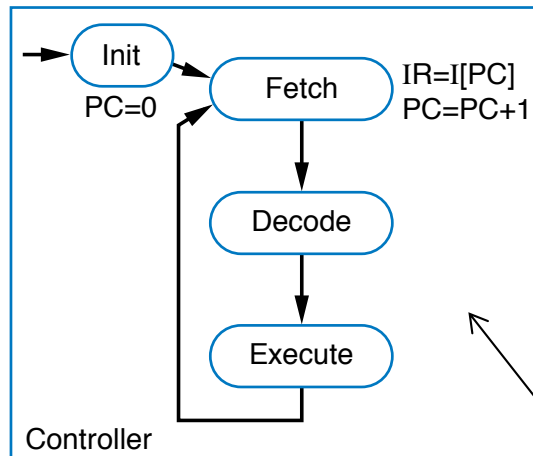 Init
PC=0
Fetch
IR=I[PC]
PC=PC+1
Decode
Execute
Controller